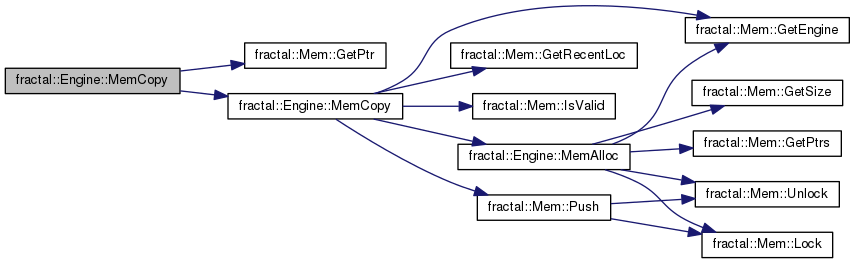 fractal::Engine::MemCopy
fractal::Mem::GetPtr
fractal::Engine::MemCopy
fractal::Mem::GetRecentLoc
fractal::Mem::IsValid
fractal::Engine::MemAlloc
fractal::Mem::Push
fractal::Mem::GetEngine
fractal::Mem::GetSize
fractal::Mem::GetPtrs
fractal::Mem::Unlock
fractal::Mem::Lock